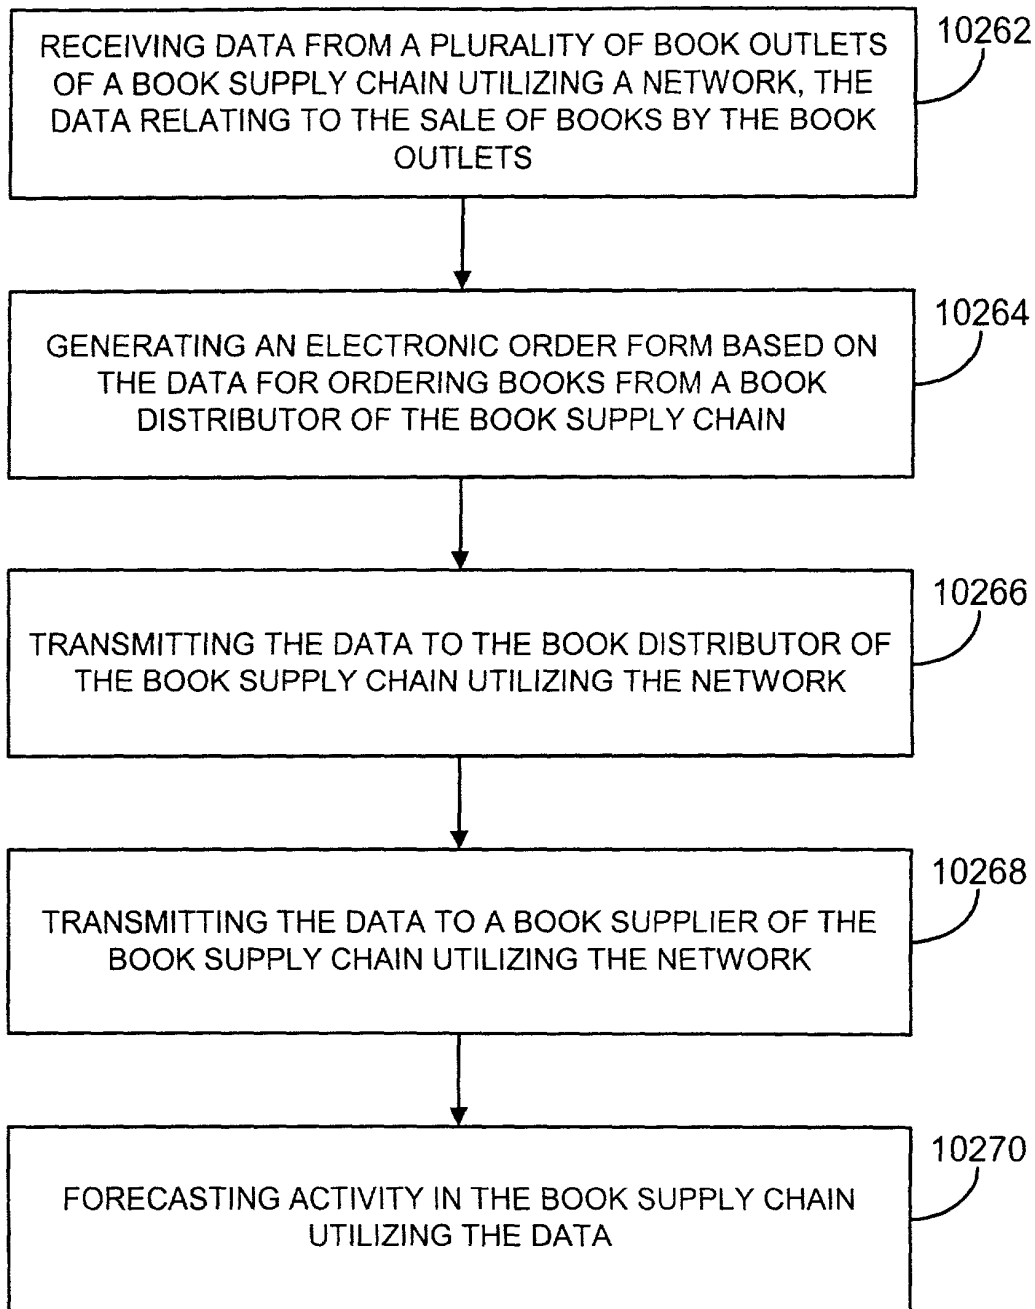 RECEIVING DATA FROM A PLURALITY OF BOOK OUTLETS
OF A BOOK SUPPLY CHAIN UTILIZING A NETWORK, THE
DATA RELATING TO THE SALE OF BOOKS BY THE BOOK
OUTLETS
10262
GENERATING AN ELECTRONIC ORDER FORM BASED ON
THE DATA FOR ORDERING BOOKS FROM A BOOK
DISTRIBUTOR OF THE BOOK SUPPLY CHAIN
10264
TRANSMITTING THE DATA TO THE BOOK DISTRIBUTOR OF
THE BOOK SUPPLY CHAIN UTILIZING THE NETWORK
10266
TRANSMITTING THE DATA TO A BOOK SUPPLIER OF THE
BOOK SUPPLY CHAIN UTILIZING THE NETWORK
10268
FORECASTING ACTIVITY IN THE BOOK SUPPLY CHAIN
UTILIZING THE DATA
10270